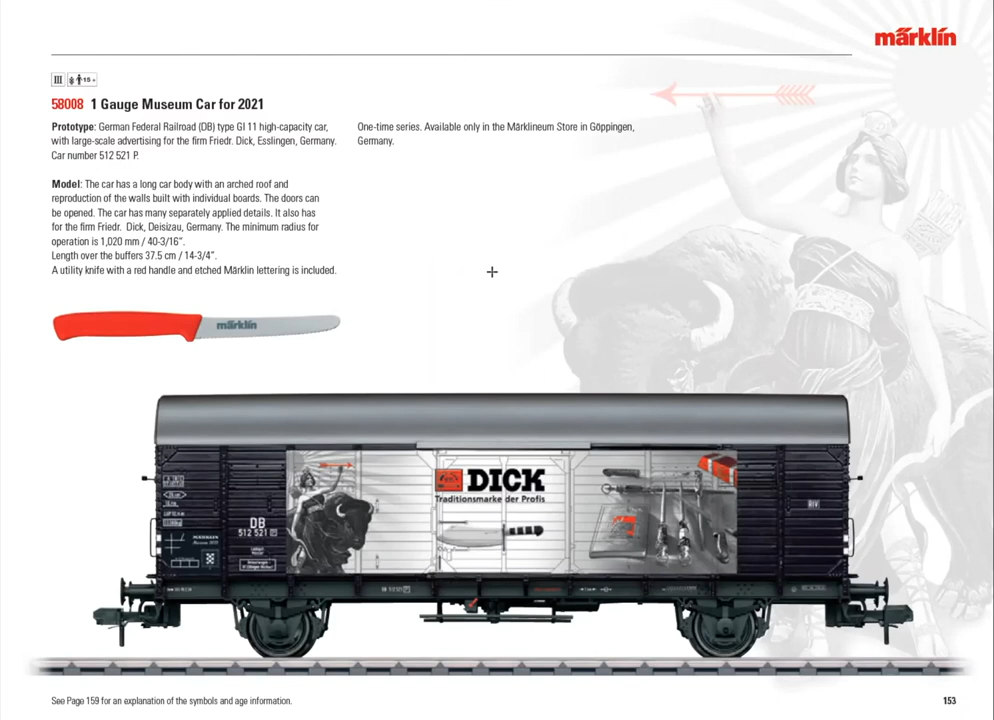 märklín
III
15 +
58008 1 Gauge Museum Car for 2021
Prototype: German Federal Railroad (DB) type Gl 11 high-capacity car,
with large-scale advertising for the firm Friedr. Dick, Esslingen, Germany.
Car number 512 521 P.
One-time series. Available only in the Märklineum Store in Göppingen,
Germany.
Model: The car has a long car body with an arched roof and
reproduction of the walls built with individual boards. The doors can
be opened. The car has many separately applied details. It also has
for the firm Friedr. Dick, Deisizau, Germany. The minimum radius for
operation is 1,020 mm / 40-3/16”.
Length over the buffers 37.5 cm / 14-3/4”.
A utility knife with a red handle and etched Märklin lettering is included.
märklín
DICK
Traditionsmarke der Profis
DB
512 521 P
See Page 159 for an explanation of the symbols and age information.
153